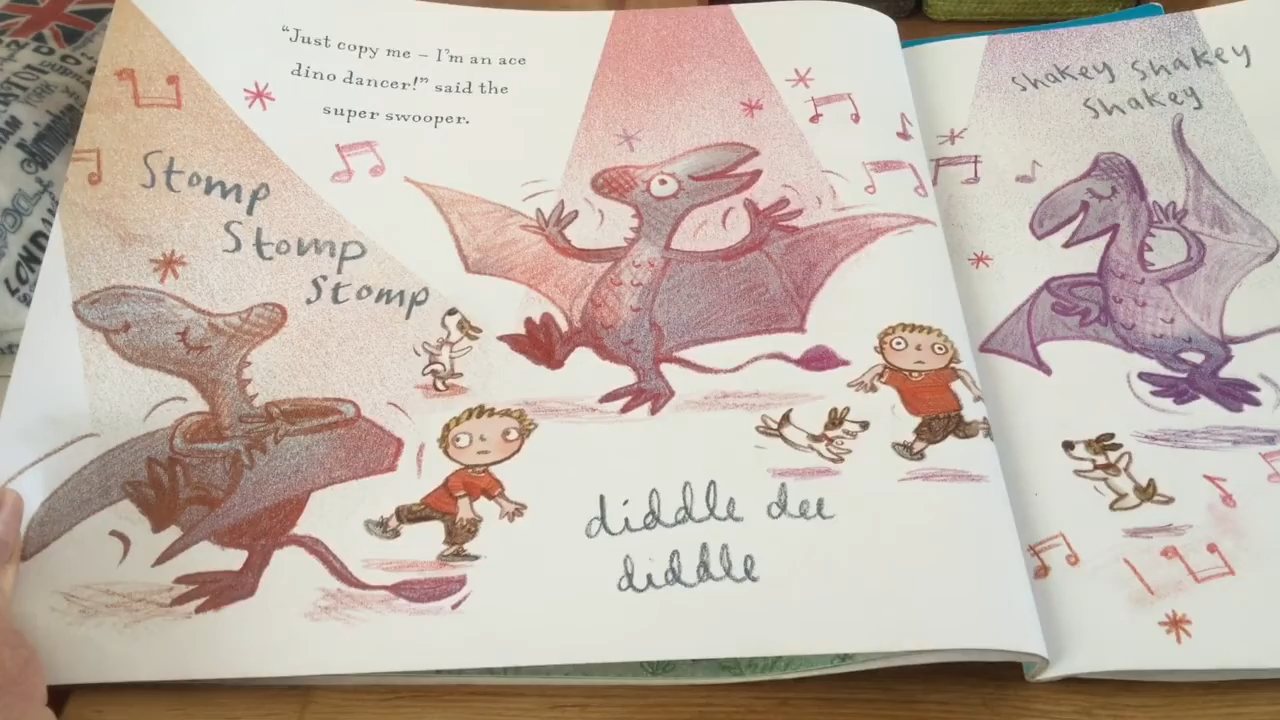 "Just copy me – I'm an ace
dino dancer!" said the
super swooper.
Stomp
Stomp
Stomp
diddle dee
diddle
shakey shakey
shakey
LONDON